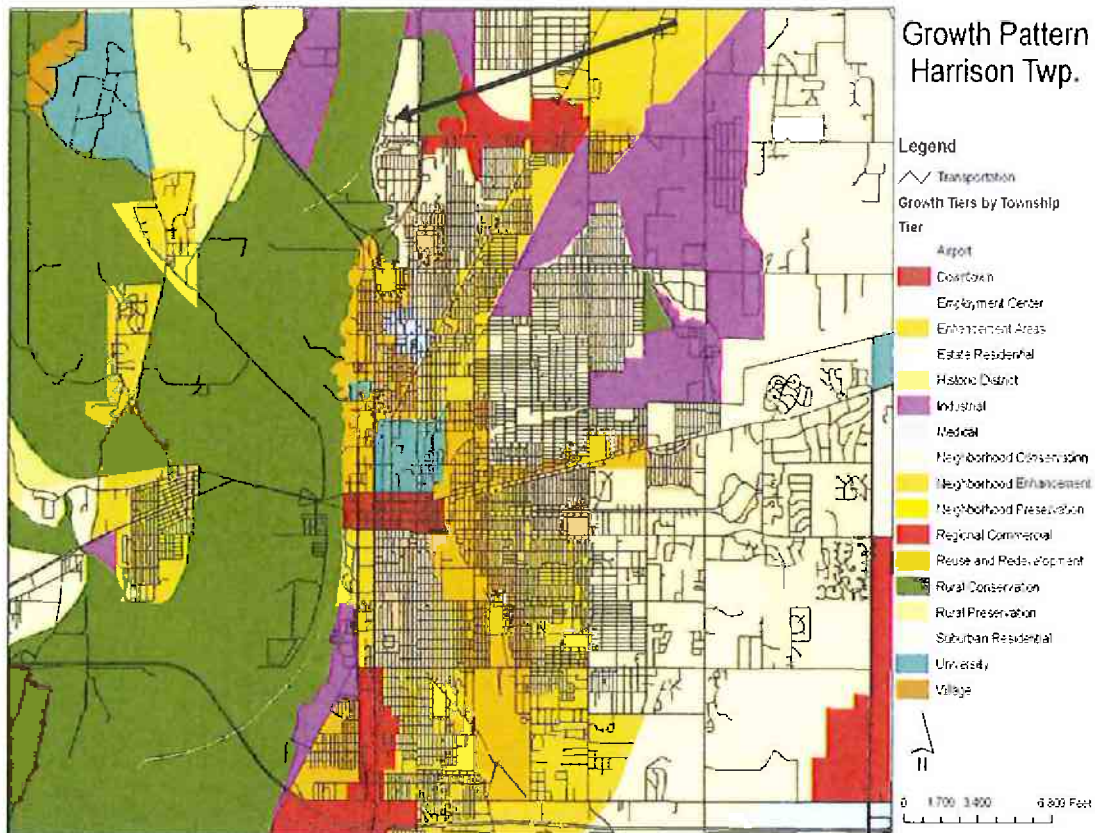 Growth Pattern
Harrison Twp.
Legend
Transportation
Growth Tiers by Township
Tier
Airport
Downtown
Employment Center
Enhancement Areas
Estate Residential
Historic District
Industrial
Medical
Neighborhood Conservation
Neighborhood Enhancement
Neighborhood Preservation
Regional Commercial
Reuse and Redevelopment
Rural Conservation
Rural Preservation
Suburban Residential
University
Village
0 1,700 3,400 6,800 Feet